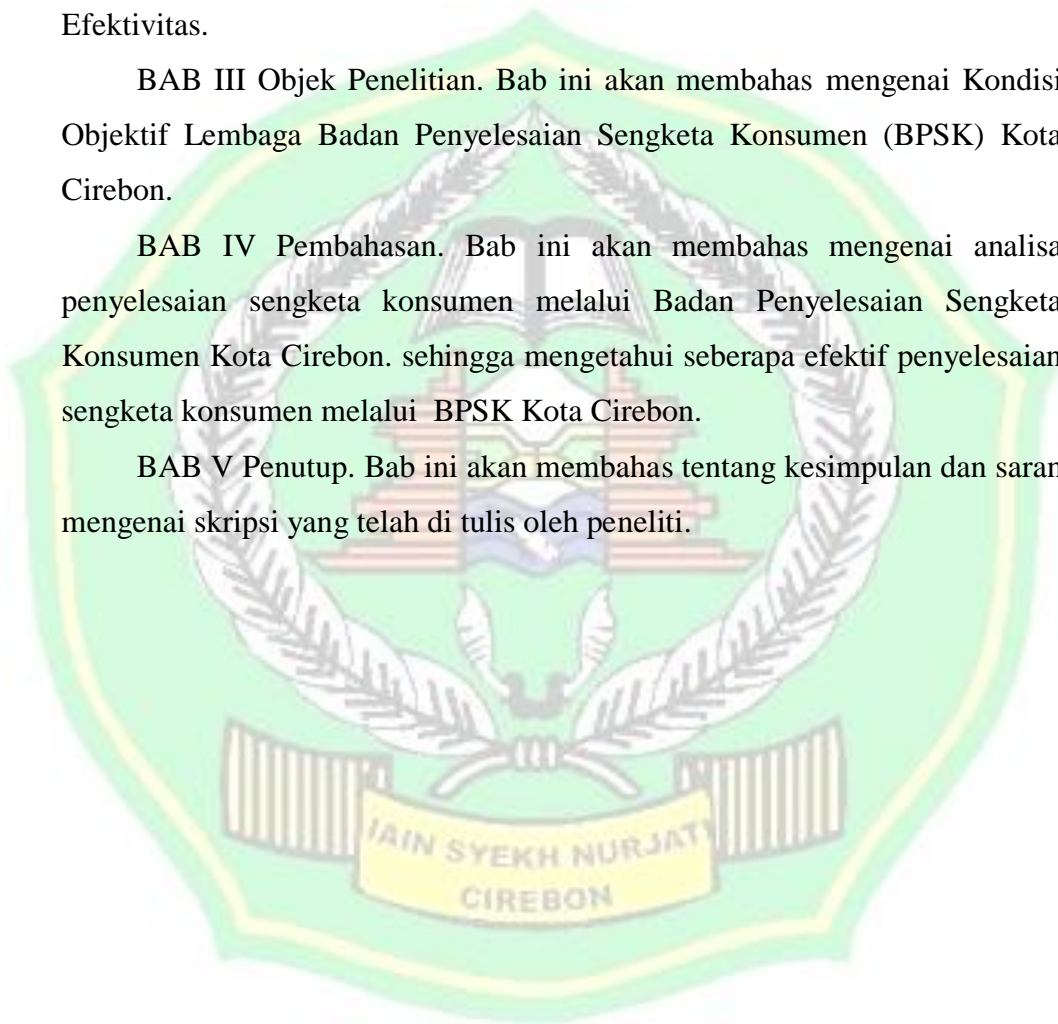 Efektivitas.
BAB III Objek Penelitian. Bab ini akan membahas mengenai Kondisi
Objektif Lembaga Badan Penyelesaian Sengketa Konsumen (BPSK) Kota
Cirebon.
BAB IV Pembahasan. Bab ini akan membahas mengenai analisa
penyelesaian sengketa konsumen melalui Badan Penyelesaian Sengketa
Konsumen Kota Cirebon. sehingga mengetahui seberapa efektif penyelesaian
sengketa konsumen melalui BPSK Kota Cirebon.
BAB V Penutup. Bab ini akan membahas tentang kesimpulan dan saran
mengenai skripsi yang telah di tulis oleh peneliti.
IAIN SYEKH NURJATI
CIREBON